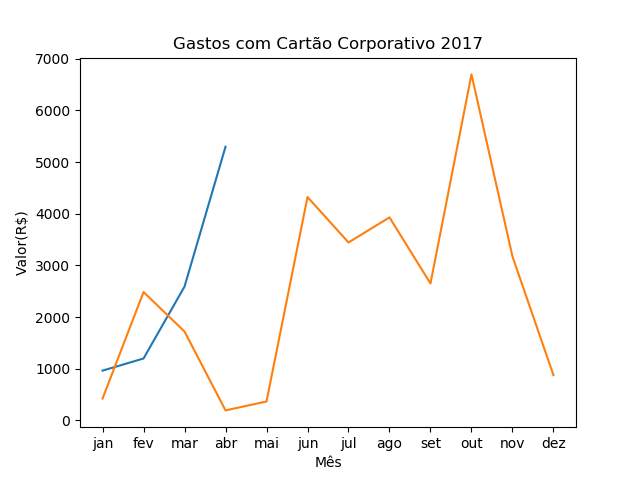 Gastos com Cartão Corporativo 2017
Valor(R$)
7000
6000
5000
4000
3000
2000
1000
0
jan fev mar abr mai jun jul ago set out nov dez
Mês